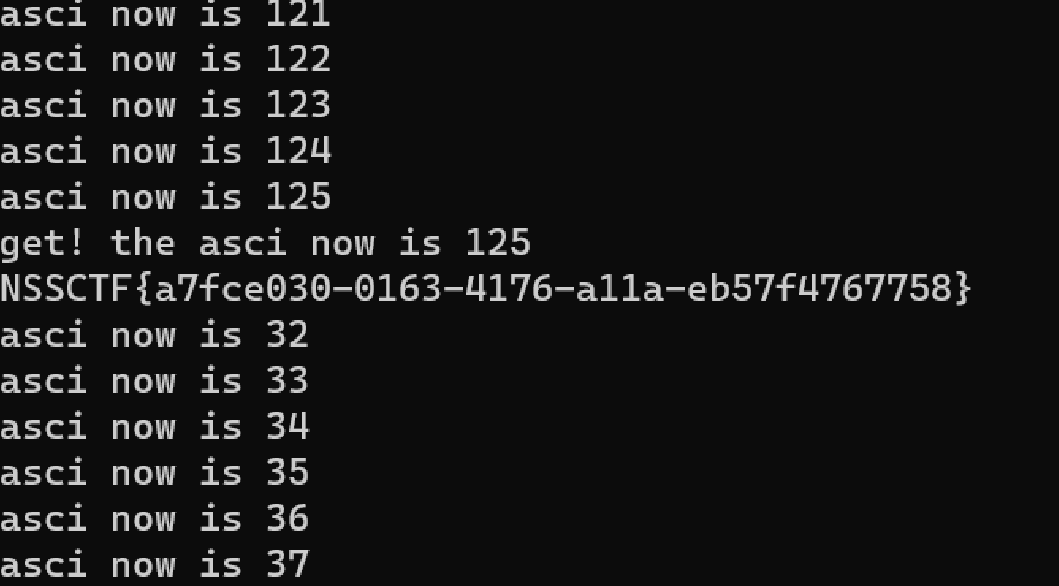 asci now is 121
asci now is 122
asci now is 123
asci now is 124
asci now is 125
get! the asci now is 125
NSSCTF{a7fce030-0163-4176-a11a-eb57f4767758}
asci now is 32
asci now is 33
asci now is 34
asci now is 35
asci now is 36
asci now is 37